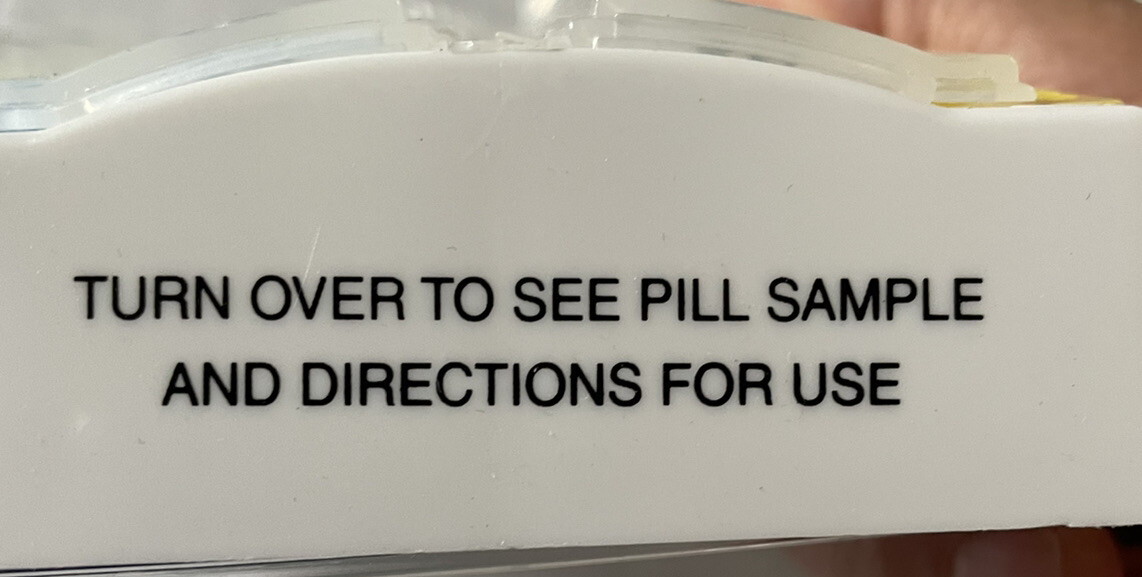 TURN OVER TO SEE PILL SAMPLE
AND DIRECTIONS FOR USE